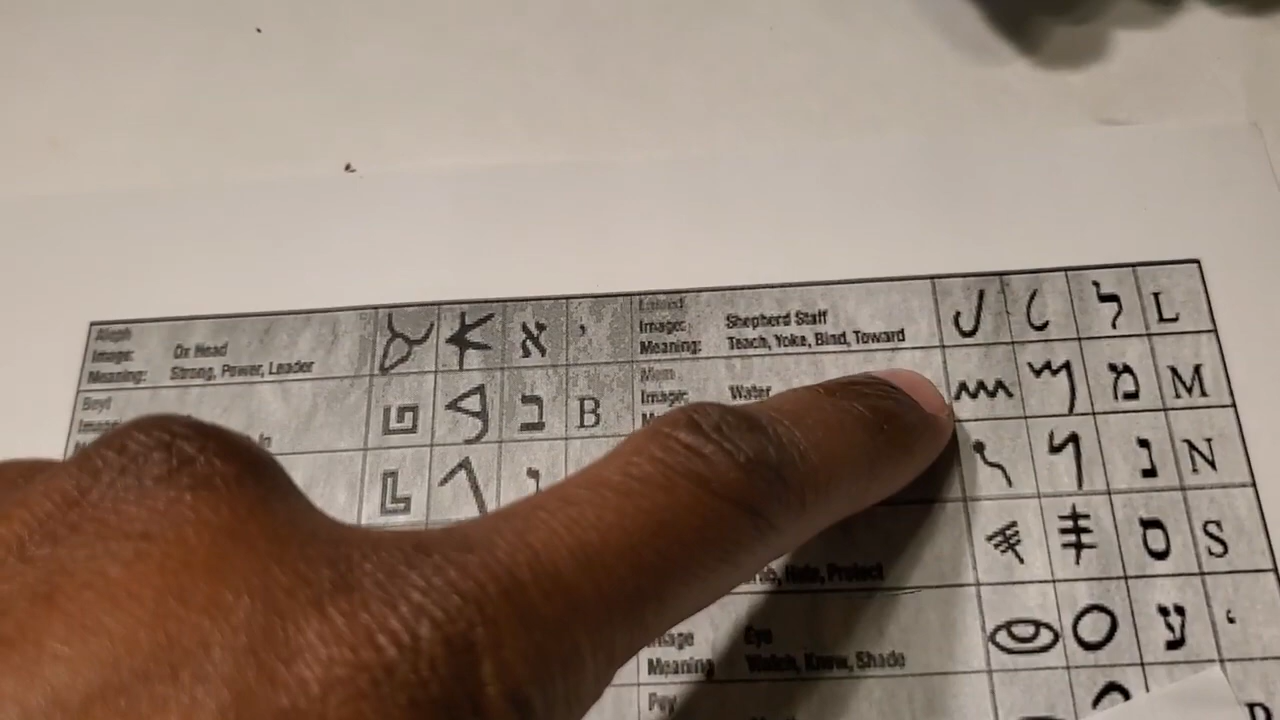 Aleph
Image: Ox Head
Meaning: Strong, Power, Leader
א
Beyt
ב B
Lamed
Image: Shepherd Staff
Meaning: Teach, Yoke, Bind, Toward
ל L
Mem
Image: Water
מ M
נ N
Protect
ס S
Image Eye
Meaning Watch, Know, Shade
ע ‘
Pey